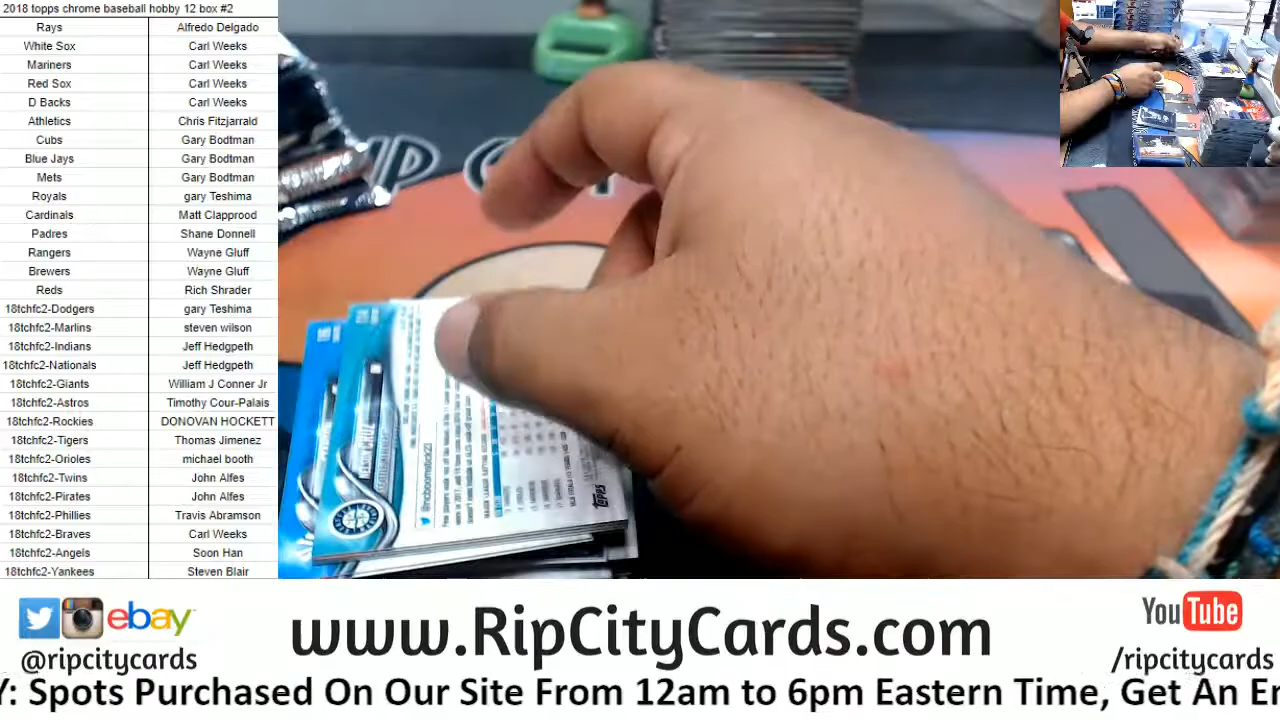 2018 topps chrome baseball hobby 12 box #2
Rays Alfredo Delgado
White Sox Carl Weeks
Mariners Carl Weeks
Red Sox Carl Weeks
D Backs Carl Weeks
Athletics Chris Fitzjarrald
Cubs Gary Bodtman
Blue Jays Gary Bodtman
Mets Gary Bodtman
Royals gary Teshima
Cardinals Matt Clapprood
Padres Shane Donnell
Rangers Wayne Gluff
Brewers Wayne Gluff
Reds Rich Shrader
18tchfc2-Dodgers gary Teshima
18tchfc2-Marlins steven wilson
18tchfc2-Indians Jeff Hedgpeth
18tchfc2-Nationals Jeff Hedgpeth
18tchfc2-Giants William J Conner Jr
18tchfc2-Astros Timothy Cour-Palais
18tchfc2-Rockies DONOVAN HOCKETT
18tchfc2-Tigers Thomas Jimenez
18tchfc2-Orioles michael booth
18tchfc2-Twins John Alfes
18tchfc2-Pirates John Alfes
18tchfc2-Phillies Travis Abramson
18tchfc2-Braves Carl Weeks
18tchfc2-Angels Soon Han
18tchfc2-Yankees Steven Blair
@ncboomstick23
Topps
ebay
@ripcitycards
www.RipCityCards.com
YouTube
/ripcitycards
Y: Spots Purchased On Our Site From 12am to 6pm Eastern Time, Get An En